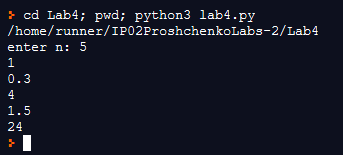 > cd Lab4; pwd; python3 lab4.py
/home/runner/IP02ProshchenkoLabs-2/Lab4
enter n: 5
1
0.3
4
1.5
24
>